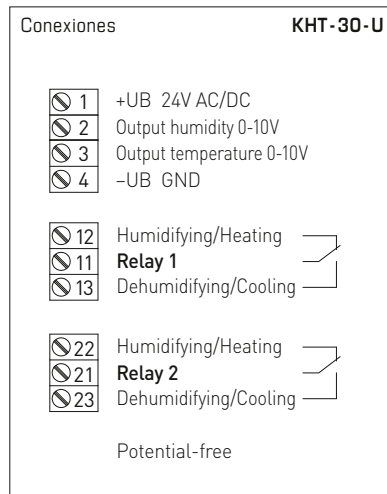 Conexiones KHT-30-U
1 +UB 24V AC/DC
2 Output humidity 0-10V
3 Output temperature 0-10V
4 –UB GND
12 Humidifying/Heating
11 Relay 1
13 Dehumidifying/Cooling
22 Humidifying/Heating
21 Relay 2
23 Dehumidifying/Cooling
Potential-free